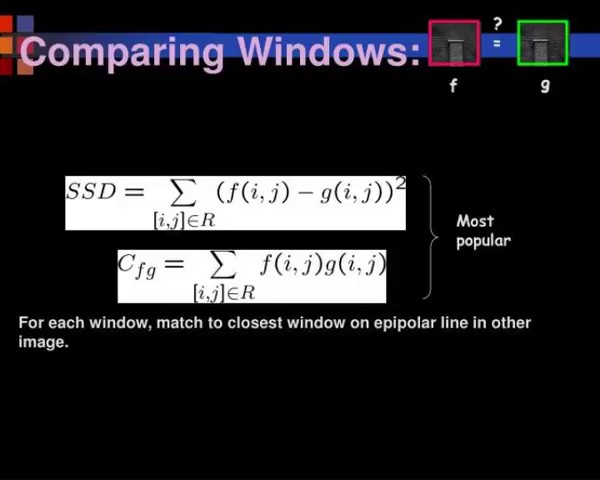 Comparing Windows:
?
=
f
g
SSD = ∑ (f(i,j) − g(i,j))²
[i,j]∈R
Most
popular
C_fg = ∑ f(i,j)g(i,j)
[i,j]∈R
For each window, match to closest window on epipolar line in other
image.